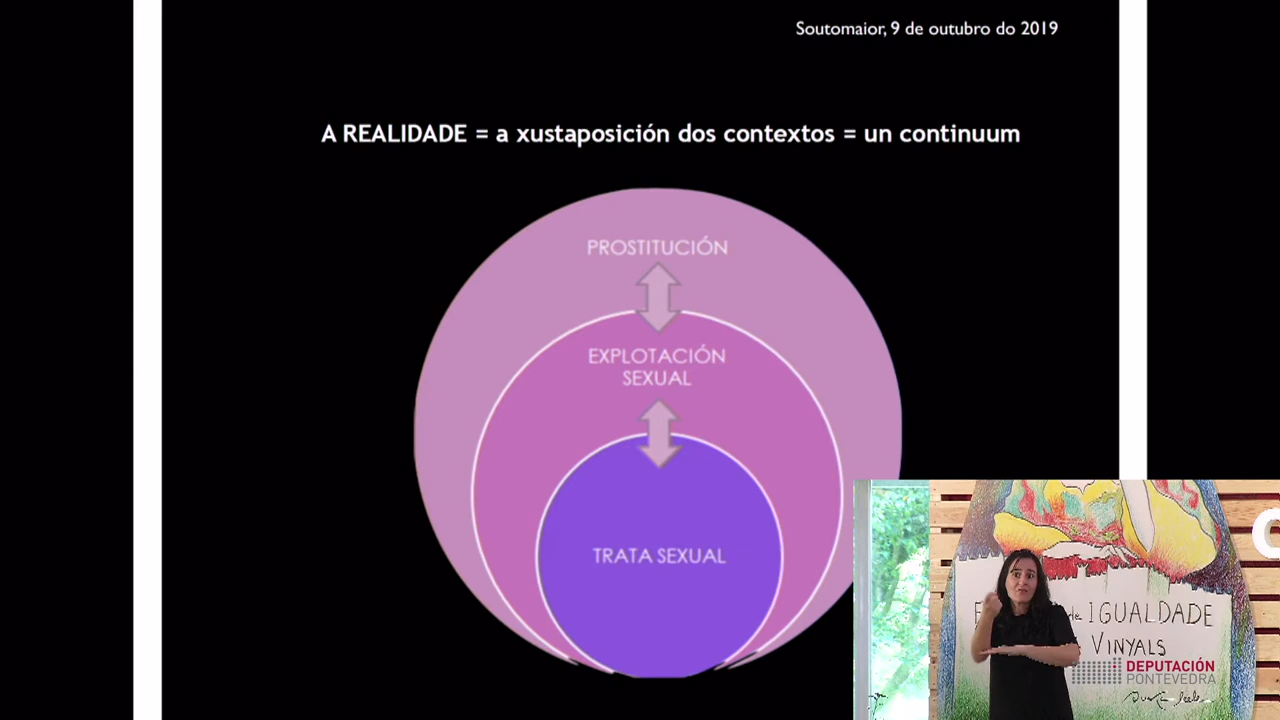 Soutomaior, 9 de outubro do 2019
A REALIDADE = a xustaposición dos contextos = un continuum
PROSTITUCIÓN
EXPLOTACIÓN
SEXUAL
TRATA SEXUAL
de IGUALDADE
VINYALS
DEPUTACIÓN
PONTEVEDRA